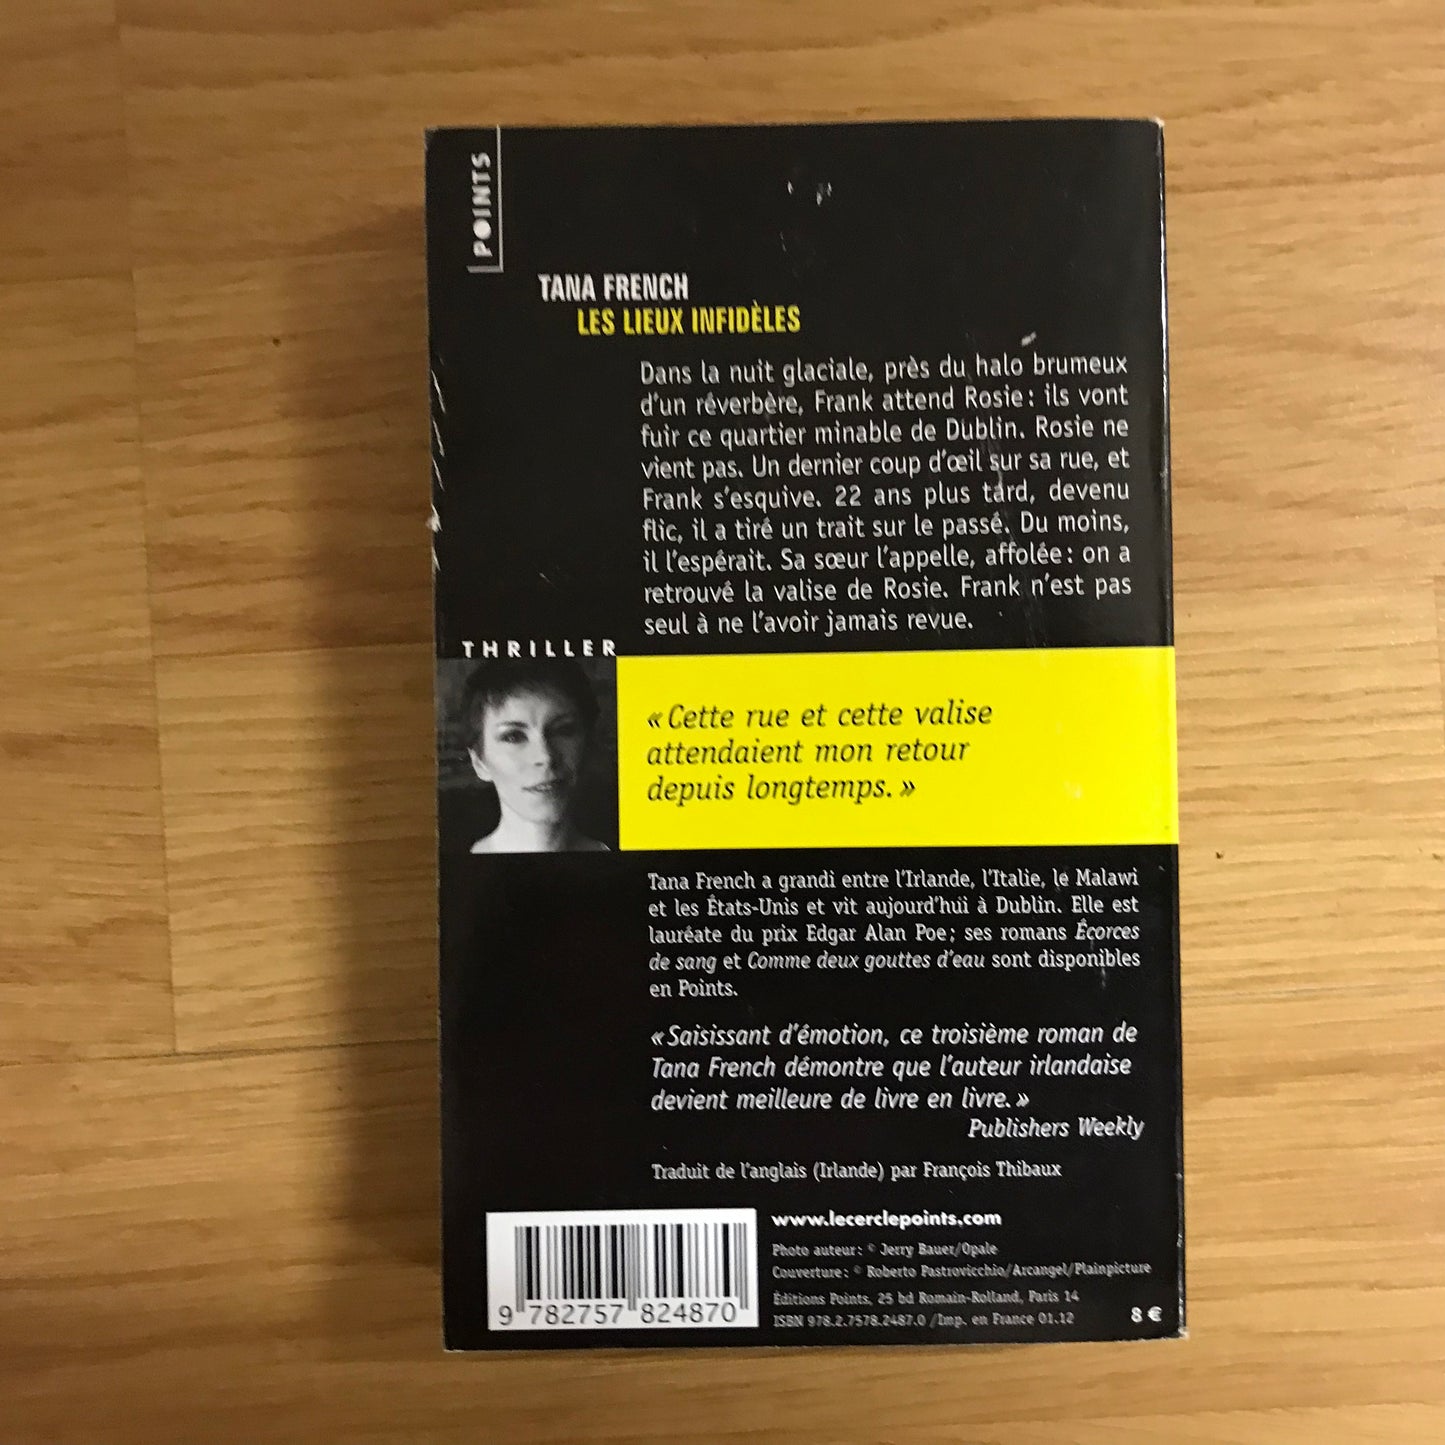 POINTS
TANA FRENCH
LES LIEUX INFIDÈLES
Dans la nuit glaciale, près du halo brumeux
d'un réverbère, Frank attend Rosie : ils vont
fuir ce quartier minable de Dublin. Rosie ne
vient pas. Un dernier coup d'œil sur sa rue, et
Frank s'esquive. 22 ans plus tard, devenu
flic, il a tiré un trait sur le passé. Du moins,
il l'espérait. Sa sœur l'appelle, affolée : on a
retrouvé la valise de Rosie. Frank n'est pas
seul à ne l'avoir jamais revue.
THRILLER
« Cette rue et cette valise
attendaient mon retour
depuis longtemps. »
Tana French a grandi entre l'Irlande, l'Italie, le Malawi
et les États-Unis et vit aujourd'hui à Dublin. Elle est
lauréate du prix Edgar Alan Poe ; ses romans Écorces
de sang et Comme deux gouttes d'eau sont disponibles
en Points.
« Saisissant d'émotion, ce troisième roman de
Tana French démontre que l'auteur irlandaise
devient meilleure de livre en livre. »
Publishers Weekly
Traduit de l'anglais (Irlande) par François Thibaux
www.lecerclepoints.com
Photo auteur : © Jerry Bauer/Opale
Couverture : © Roberto Pastrovicchio/Arcangel/Plainpicture
Éditions Points, 25 bd Romain-Rolland, Paris 14
ISBN 978.2.7578.2487.0 /Imp. en France 01.12
8 €
9 782757 824870